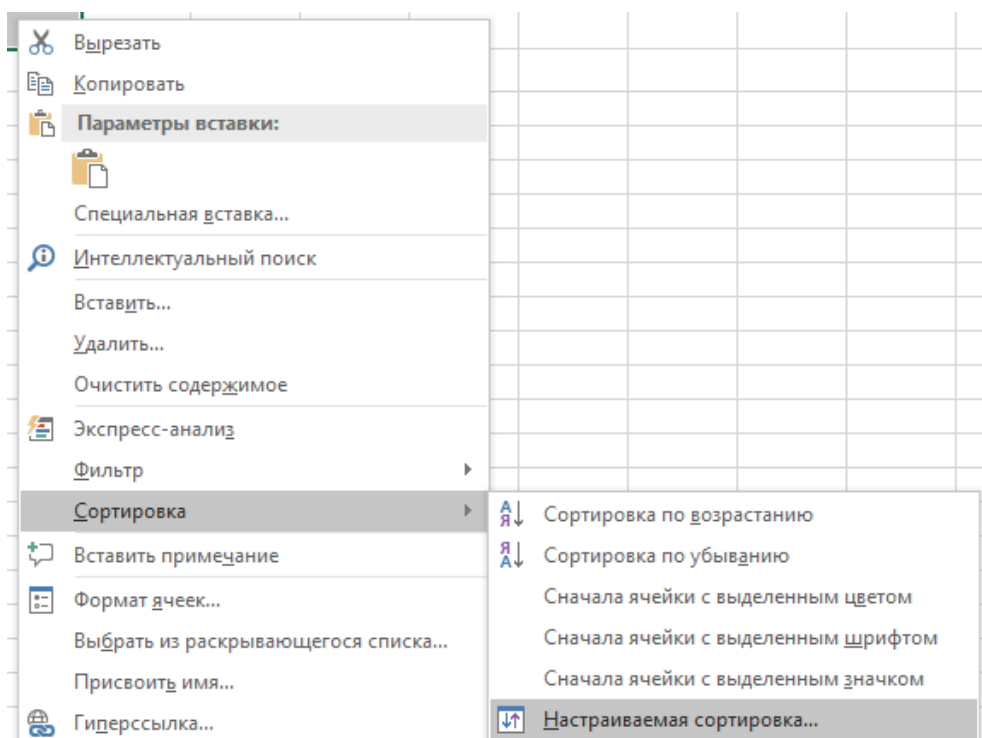 Вырезать
Копировать
Параметры вставки:
Специальная вставка...
Интеллектуальный поиск
Вставить...
Удалить...
Очистить содержимое
Экспресс-анализ
Фильтр
Сортировка
Сортировка по возрастанию
Сортировка по убыванию
Сначала ячейки с выделенным цветом
Сначала ячейки с выделенным шрифтом
Сначала ячейки с выделенным значком
Настраиваемая сортировка...
Вставить примечание
Формат ячеек...
Выбрать из раскрывающегося списка...
Присвоить имя...
Гиперссылка...